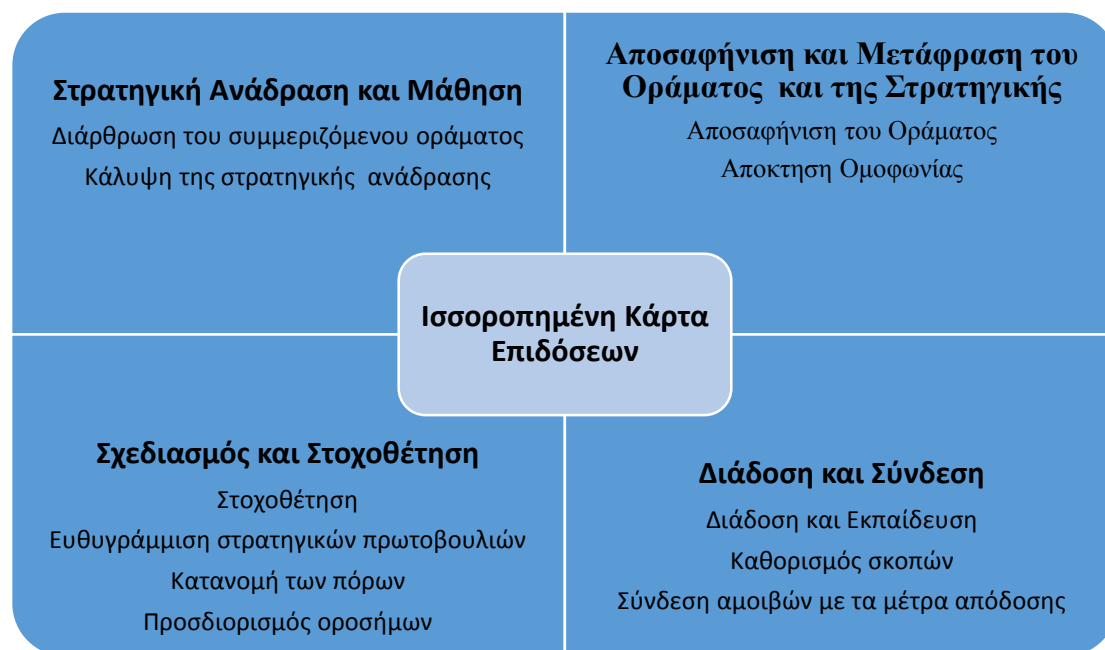 Στρατηγική Ανάδραση και Μάθηση
Διάρθρωση του συμμεριζόμενου οράματος
Κάλυψη της στρατηγικής ανάδρασης
Αποσαφήνιση και Μετάφραση του
Οράματος και της Στρατηγικής
Αποσαφήνιση του Οράματος
Αποκτηση Ομοφωνίας
Ισσοροπημένη Κάρτα
Επιδόσεων
Σχεδιασμός και Στοχοθέτηση
Στοχοθέτηση
Ευθυγράμμιση στρατηγικών πρωτοβουλιών
Κατανομή των πόρων
Προσδιορισμός οροσήμων
Διάδοση και Σύνδεση
Διάδοση και Εκπαίδευση
Καθορισμός σκοπών
Σύνδεση αμοιβών με τα μέτρα απόδοσης